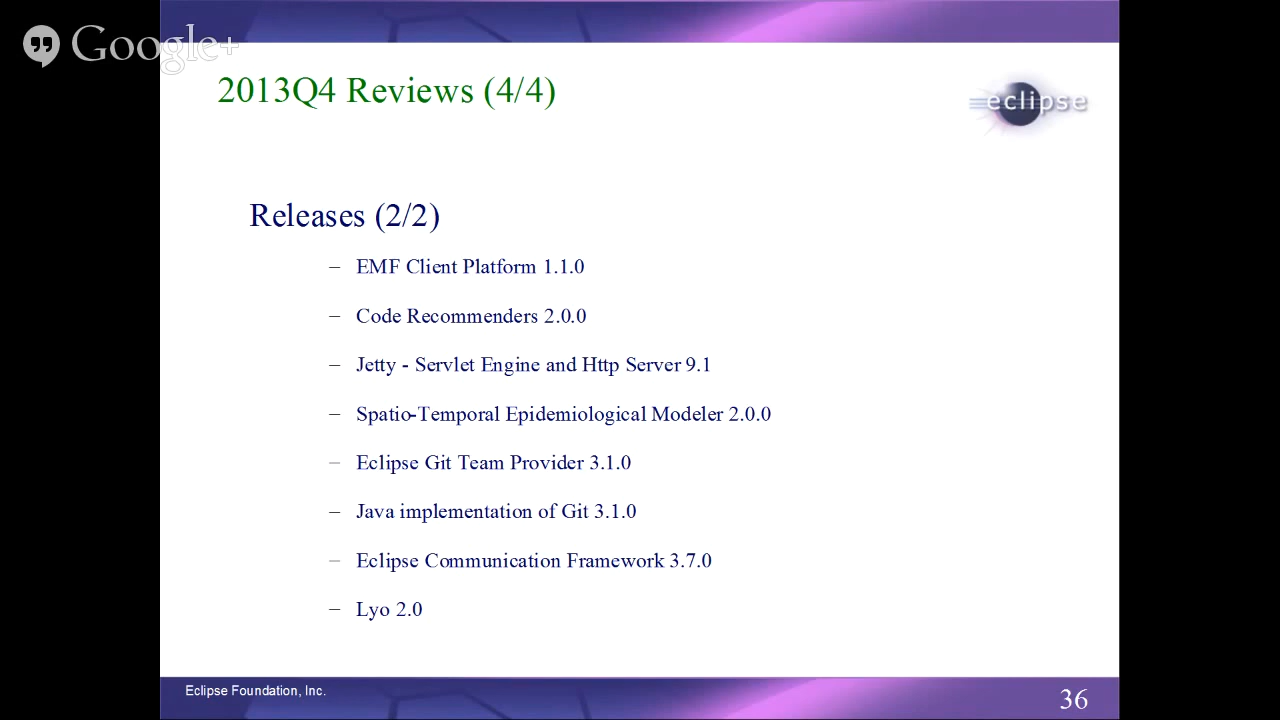 Google+
2013Q4 Reviews (4/4)
eclipse
Releases (2/2)
– EMF Client Platform 1.1.0
– Code Recommenders 2.0.0
– Jetty - Servlet Engine and Http Server 9.1
– Spatio-Temporal Epidemiological Modeler 2.0.0
– Eclipse Git Team Provider 3.1.0
– Java implementation of Git 3.1.0
– Eclipse Communication Framework 3.7.0
– Lyo 2.0
Eclipse Foundation, Inc.
36